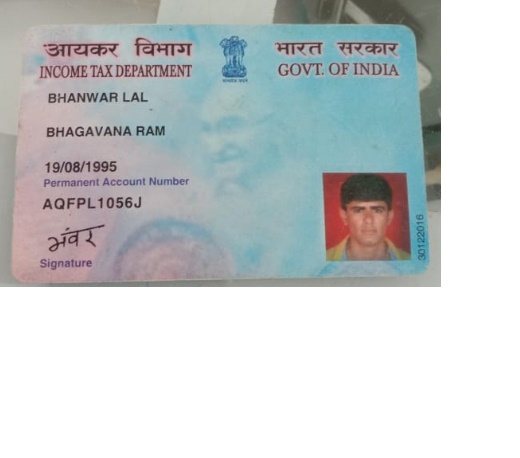 आयकर विभाग भारत सरकार
INCOME TAX DEPARTMENT GOVT. OF INDIA
BHANWAR LAL
BHAGAVANA RAM
19/08/1995
Permanent Account Number
AQFPL1056J
भंवर
Signature
30122016